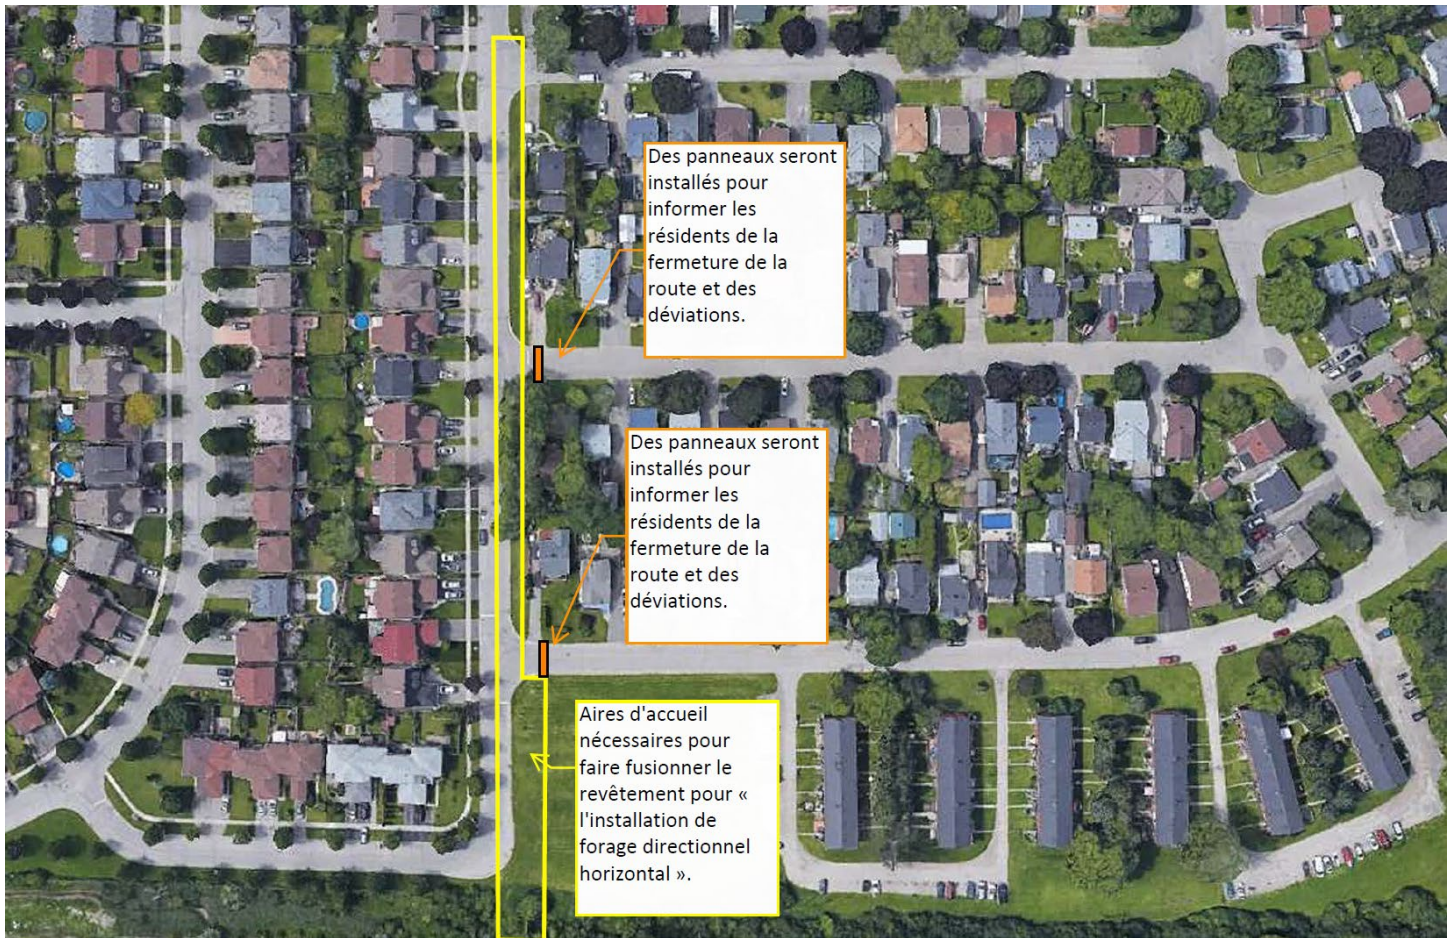 Des panneaux seront
installés pour
informer les
résidents de la
fermeture de la
route et des
déviations.
Des panneaux seront
installés pour
informer les
résidents de la
fermeture de la
route et des
déviations.
Aires d'accueil
nécessaires pour
faire fusionner le
revêtement pour «
l'installation de
forage directionnel
horizontal ».